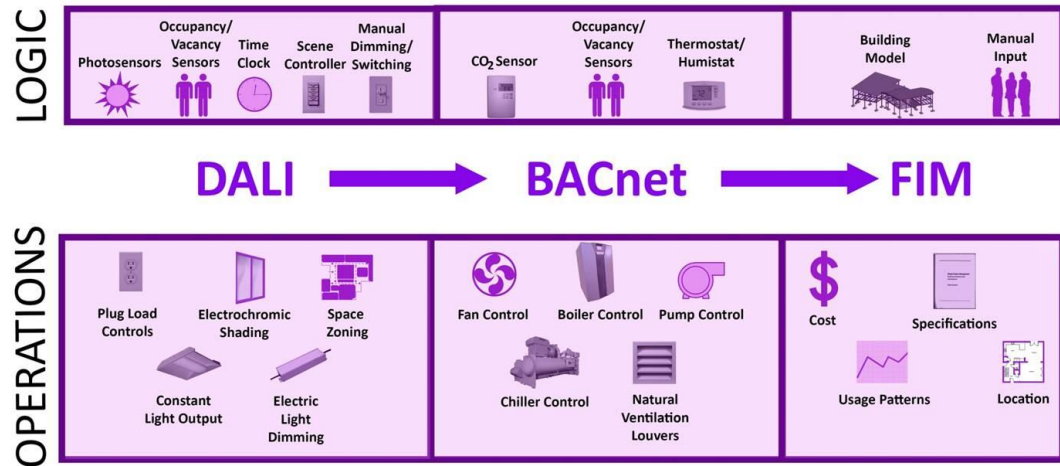 LOGIC
Photosensors
Occupancy/
Vacancy
Sensors
Time
Clock
Scene
Controller
Manual
Dimming/
Switching
CO2 Sensor
Occupancy/
Vacancy
Sensors
Thermostat/
Humistat
Building
Model
Manual
Input
DALI
BACnet
FIM
OPERATIONS
Plug Load
Controls
Electrochromic
Shading
Space
Zoning
Constant
Light Output
Electric
Light
Dimming
Fan Control
Boiler Control
Pump Control
Chiller Control
Natural
Ventilation
Louvers
$
Cost
Specifications
Usage Patterns
Location